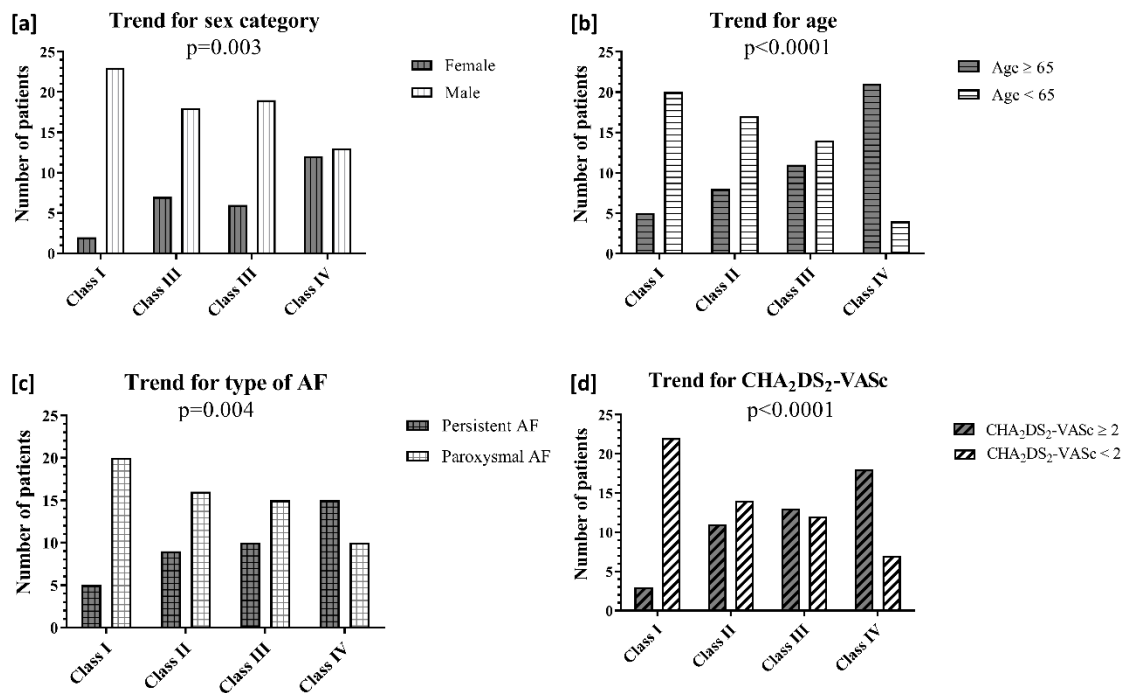 [a]
Trend for sex category
p=0.003
Number of patients
25
20
15
10
5
0
Class I
Class III
Class III
Class IV
Female
Male
[b]
Trend for age
p<0.0001
Number of patients
25
20
15
10
5
0
Class I
Class II
Class III
Class IV
Age ≥ 65
Age < 65
[c]
Trend for type of AF
p=0.004
Number of patients
25
20
15
10
5
0
Class I
Class II
Class III
Class IV
Persistent AF
Paroxysmal AF
[d]
Trend for CHA₂DS₂-VASc
p<0.0001
Number of patients
25
20
15
10
5
0
Class I
Class II
Class III
Class IV
CHA₂DS₂-VASc ≥ 2
CHA₂DS₂-VASc < 2